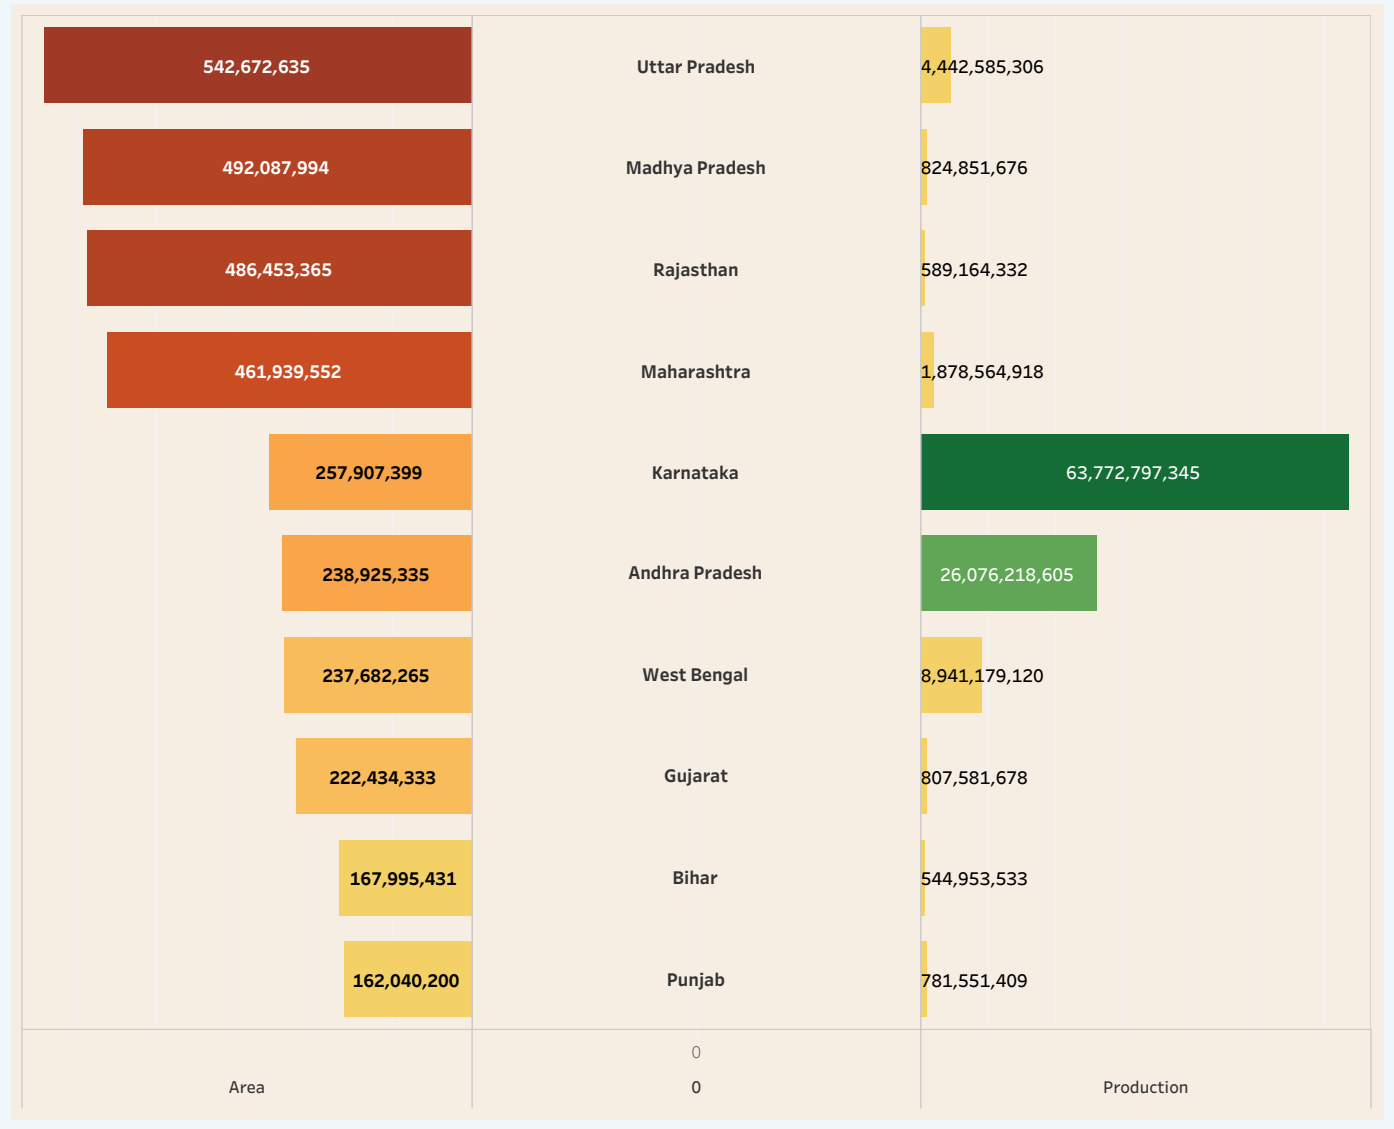 542,672,635 Uttar Pradesh 4,442,585,306
492,087,994 Madhya Pradesh 824,851,676
486,453,365 Rajasthan 589,164,332
461,939,552 Maharashtra 1,878,564,918
257,907,399 Karnataka 63,772,797,345
238,925,335 Andhra Pradesh 26,076,218,605
237,682,265 West Bengal 8,941,179,120
222,434,333 Gujarat 807,581,678
167,995,431 Bihar 544,953,533
162,040,200 Punjab 781,551,409
0
Area 0 Production